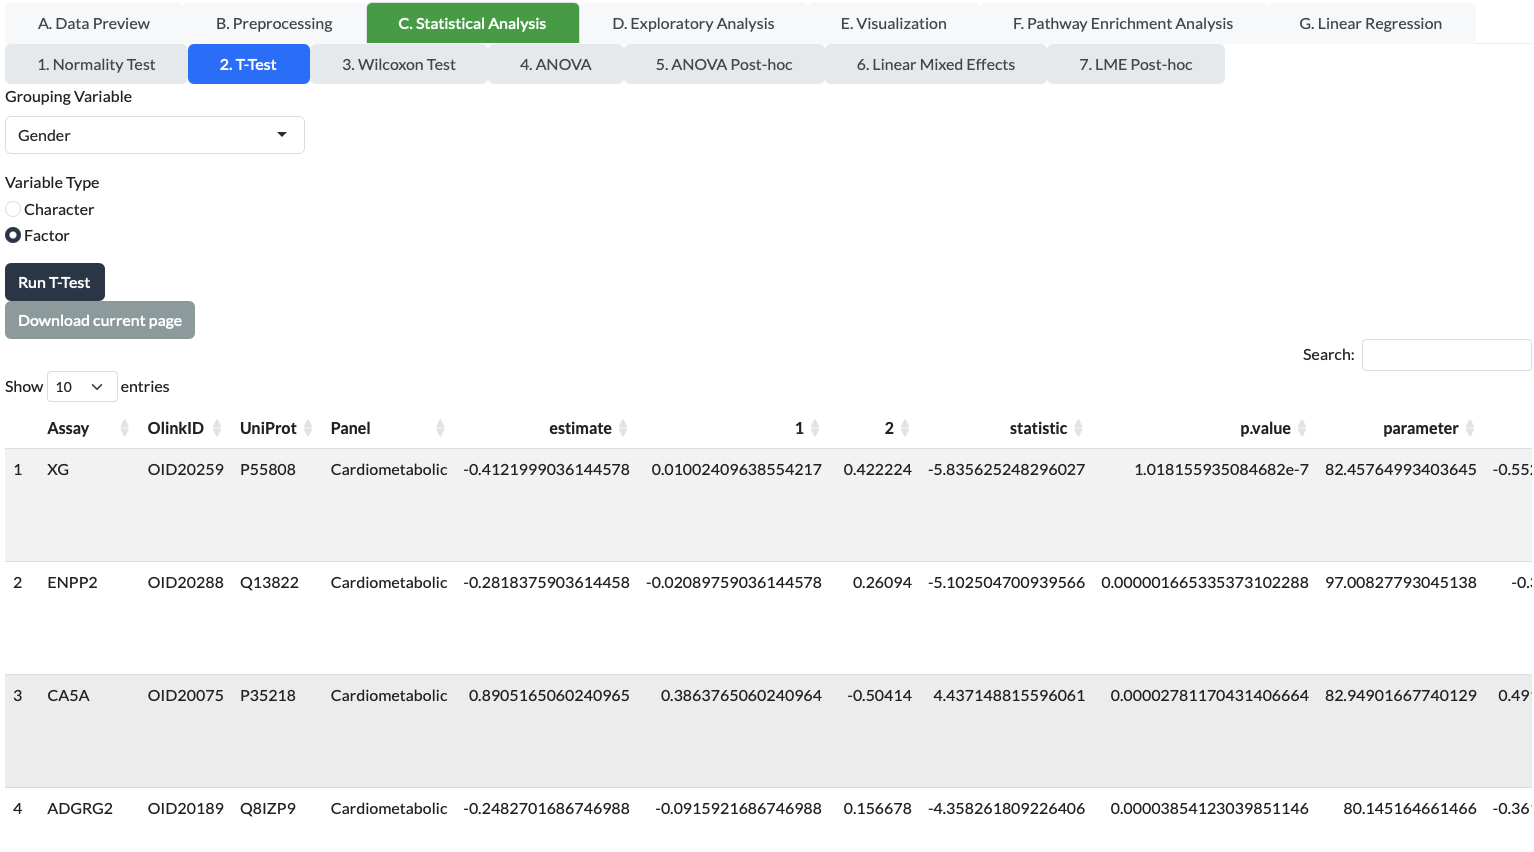 A. Data Preview B. Preprocessing C. Statistical Analysis D. Exploratory Analysis E. Visualization F. Pathway Enrichment Analysis G. Linear Regression
1. Normality Test 2. T-Test 3. Wilcoxon Test 4. ANOVA 5. ANOVA Post-hoc 6. Linear Mixed Effects 7. LME Post-hoc
Grouping Variable
Gender
Variable Type
Character
Factor
Run T-Test
Download current page
Search:
Show 10 entries
Assay OlinkID UniProt Panel estimate 1 2 statistic p.value parameter
1 XG OID20259 P55808 Cardiometabolic -0.4121999036144578 0.01002409638554217 0.422224 -5.835625248296027 1.018155935084682e-7 82.45764993403645 -0.55
2 ENPP2 OID20288 Q13822 Cardiometabolic -0.2818375903614458 -0.02089759036144578 0.26094 -5.102504700939566 0.000001665335373102288 97.00827793045138 -0.
3 CA5A OID20075 P35218 Cardiometabolic 0.8905165060240965 0.3863765060240964 -0.50414 4.437148815596061 0.00002781170431406664 82.94901667740129 0.49
4 ADGRG2 OID20189 Q8IZP9 Cardiometabolic -0.2482701686746988 -0.0915921686746988 0.156678 -4.358261809226406 0.00003854123039851146 80.145164661466 -0.36